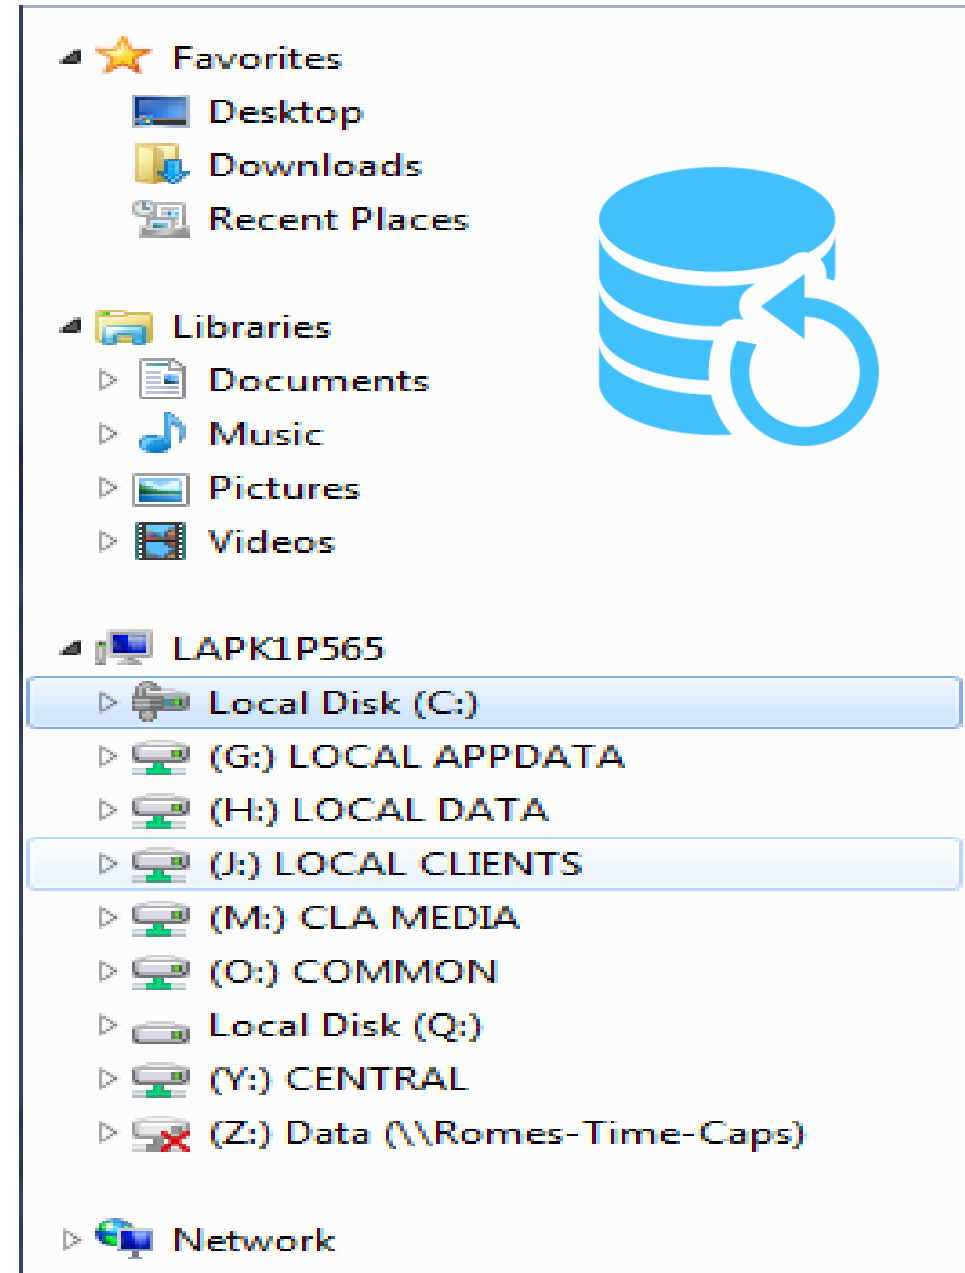 Favorites
Desktop
Downloads
Recent Places
Libraries
Documents
Music
Pictures
Videos
LAPK1P565
Local Disk (C:)
(G:) LOCAL APPDATA
(H:) LOCAL DATA
(J:) LOCAL CLIENTS
(M:) CLA MEDIA
(O:) COMMON
Local Disk (Q:)
(Y:) CENTRAL
(Z:) Data (\\Romes-Time-Caps)
Network